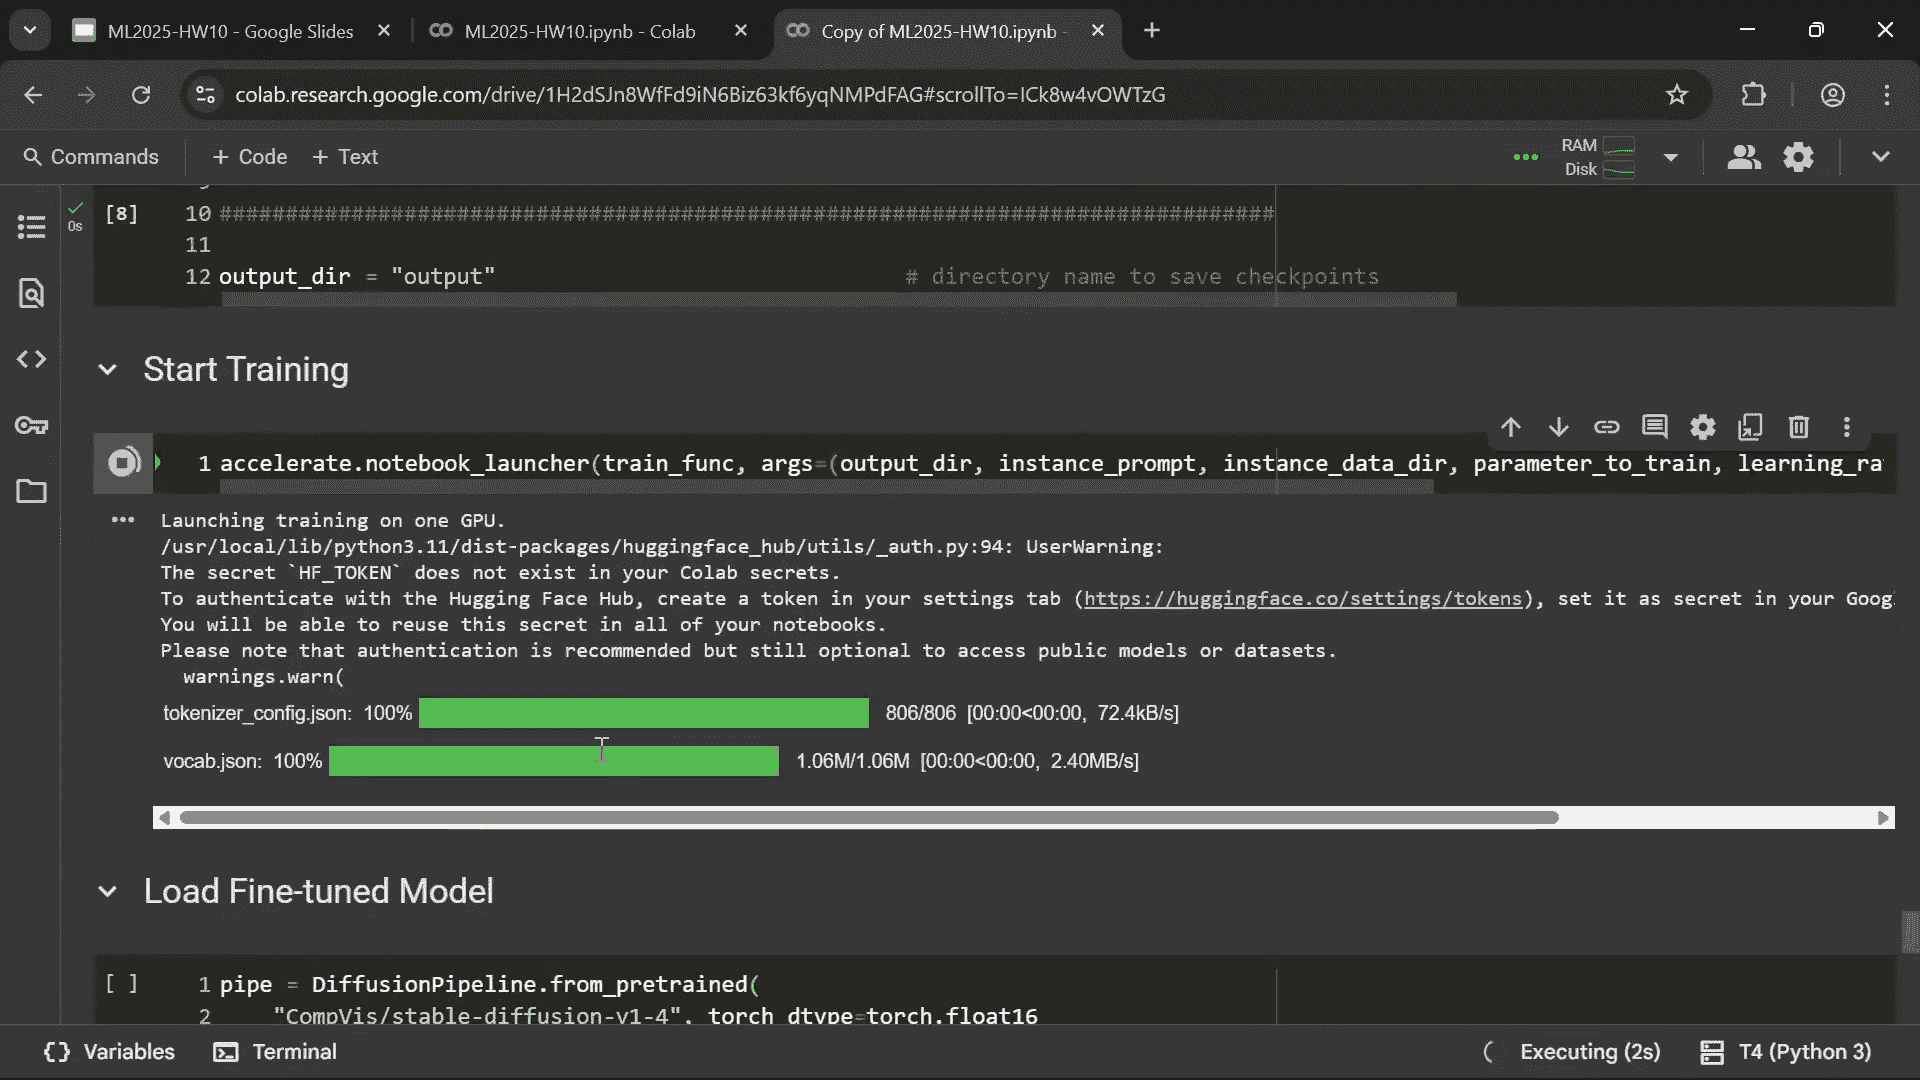 ML2025-HW10 - Google Slides
ML2025-HW10.ipynb - Colab
Copy of ML2025-HW10.ipynb -
colab.research.google.com/drive/1H2dSJn8WfFd9iN6Biz63kf6yqNMPdFAG#scrollTo=ICk8w4vOWTzG
Commands + Code + Text
RAM
Disk
0s
[8]
10 ################################################################################
11
12 output_dir = "output" # directory name to save checkpoints
Start Training
1 accelerate.notebook_launcher(train_func, args=(output_dir, instance_prompt, instance_data_dir, parameter_to_train, learning_ra
Launching training on one GPU.
/usr/local/lib/python3.11/dist-packages/huggingface_hub/utils/_auth.py:94: UserWarning:
The secret `HF_TOKEN` does not exist in your Colab secrets.
To authenticate with the Hugging Face Hub, create a token in your settings tab (https://huggingface.co/settings/tokens), set it as secret in your Goog
You will be able to reuse this secret in all of your notebooks.
Please note that authentication is recommended but still optional to access public models or datasets.
warnings.warn(
tokenizer_config.json: 100% 806/806 [00:00<00:00, 72.4kB/s]
vocab.json: 100% 1.06M/1.06M [00:00<00:00, 2.40MB/s]
Load Fine-tuned Model
[ ]
1 pipe = DiffusionPipeline.from_pretrained(
2 "CompVis/stable-diffusion-v1-4", torch_dtype=torch.float16
Variables
Terminal
Executing (2s)
T4 (Python 3)